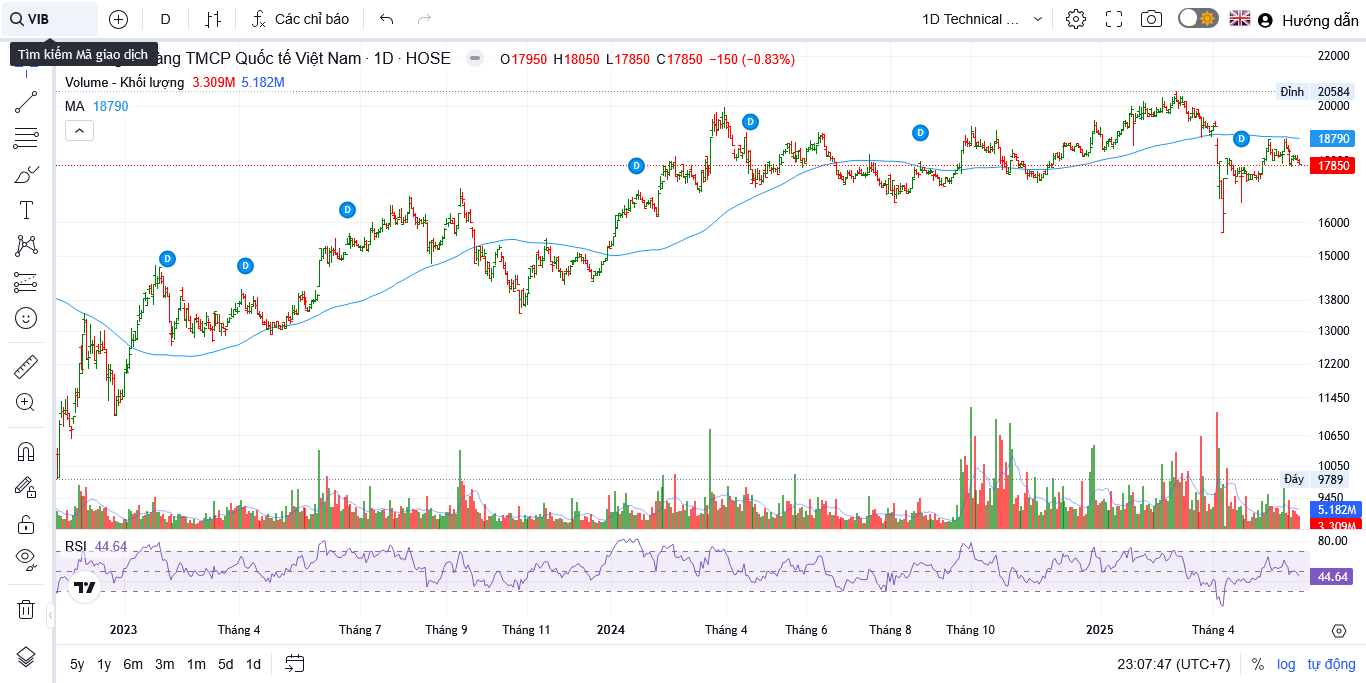 VIB
D
Các chỉ báo
1D Technical ...
Hướng dẫn
Tìm kiếm Mã giao dịch
àng TMCP Quốc tế Việt Nam · 1D · HOSE
O17950 H18050 L17850 C17850 −150 (−0.83%)
Volume - Khối lượng 3.309M 5.182M
MA 18790
22000
Đỉnh 20584
20000
18790
17850
16000
15000
13800
13000
12200
11450
10650
10050
Đáy 9789
9450
5.182M
3.309M
D
D
D
D
D
D
D
RSI 44.64
80.00
44.64
2023
Tháng 4
Tháng 7
Tháng 9
Tháng 11
2024
Tháng 4
Tháng 6
Tháng 8
Tháng 10
2025
Tháng 4
5y 1y 6m 3m 1m 5d 1d
23:07:47 (UTC+7) % log tự động